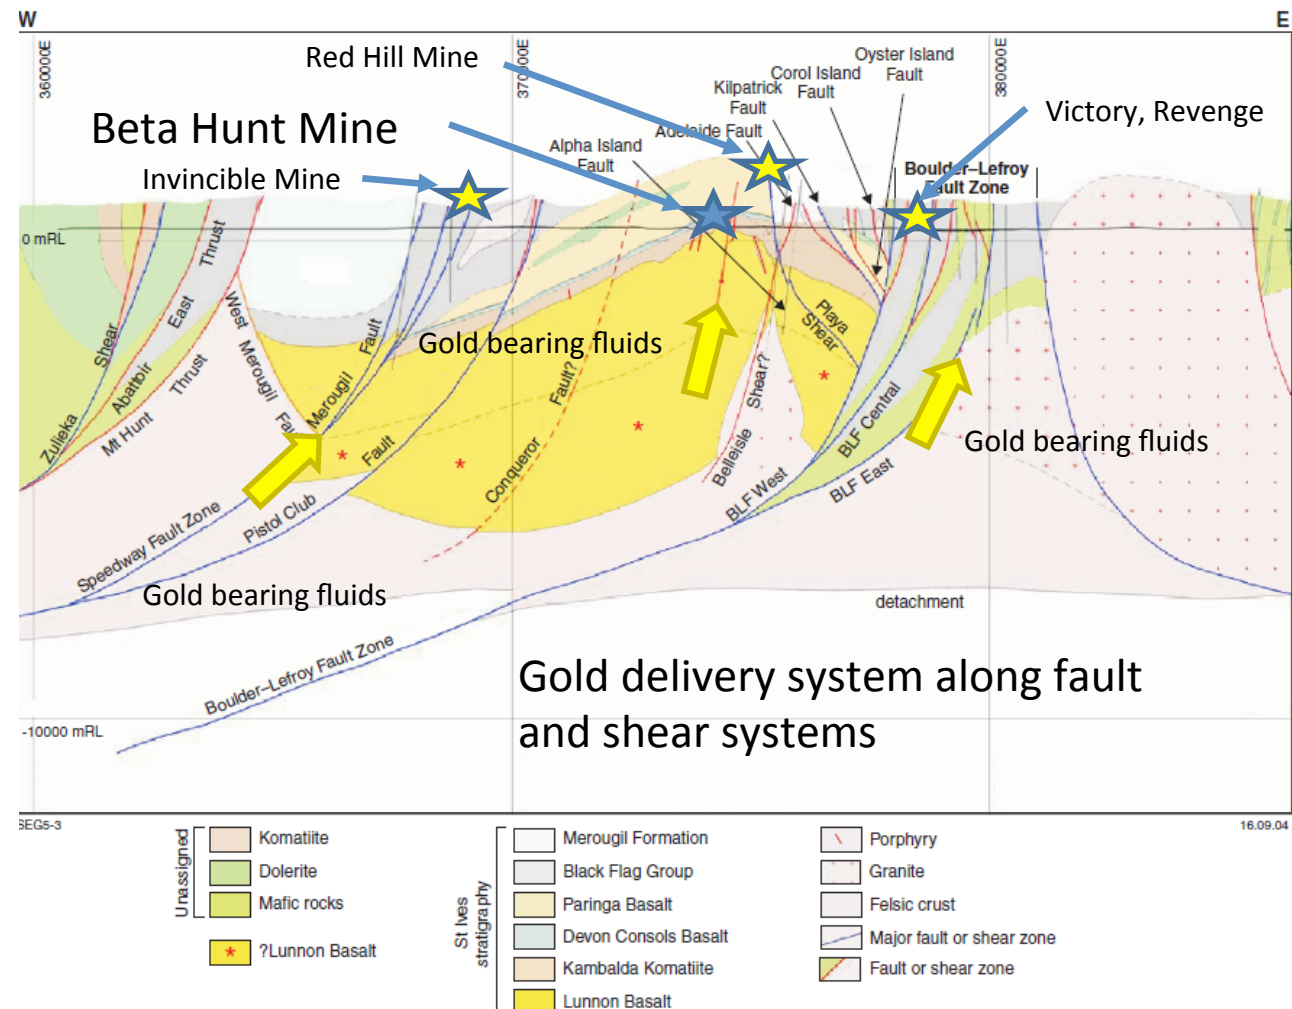 W
E
360000E
370000E
380000E
Red Hill Mine
Beta Hunt Mine
Invincible Mine
Victory, Revenge
Alpha Island
Fault
Adelaide Fault
Kilpatrick
Fault
Corol Island
Fault
Oyster Island
Fault
Boulder–Lefroy
Fault Zone
0 mRL
Zulieka
Shear
Abattoir
East
Thrust
Mt Hunt
Thrust
West
Merougil
Merougil
Fault
Gold bearing fluids
Conqueror
Fault?
Belleisle
Shear?
Playa
Shear
BLF West
BLF Central
BLF East
Gold bearing fluids
Speedway Fault Zone
Pistol Club
Fault
Gold bearing fluids
detachment
Boulder–Lefroy Fault Zone
Gold delivery system along fault
and shear systems
-10000 mRL
SEG5-3
16.09.04
Unassigned
Komatiite
Dolerite
Mafic rocks
* ?Lunnon Basalt
St Ives
stratigraphy
Merougil Formation
Black Flag Group
Paringa Basalt
Devon Consols Basalt
Kambalda Komatiite
Lunnon Basalt
Porphyry
Granite
Felsic crust
Major fault or shear zone
Fault or shear zone